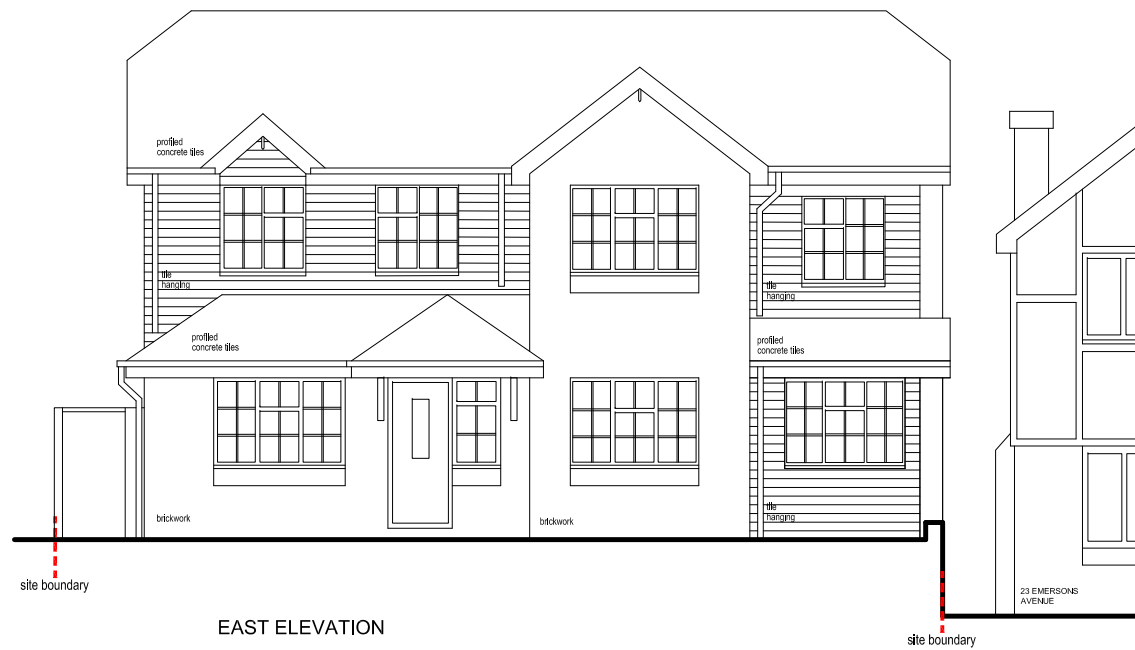 profiled
concrete tiles
tile
hanging
tile
hanging
profiled
concrete tiles
profiled
concrete tiles
tile
hanging
brickwork
brickwork
site boundary
23 EMERSONS
AVENUE
EAST ELEVATION
site boundary